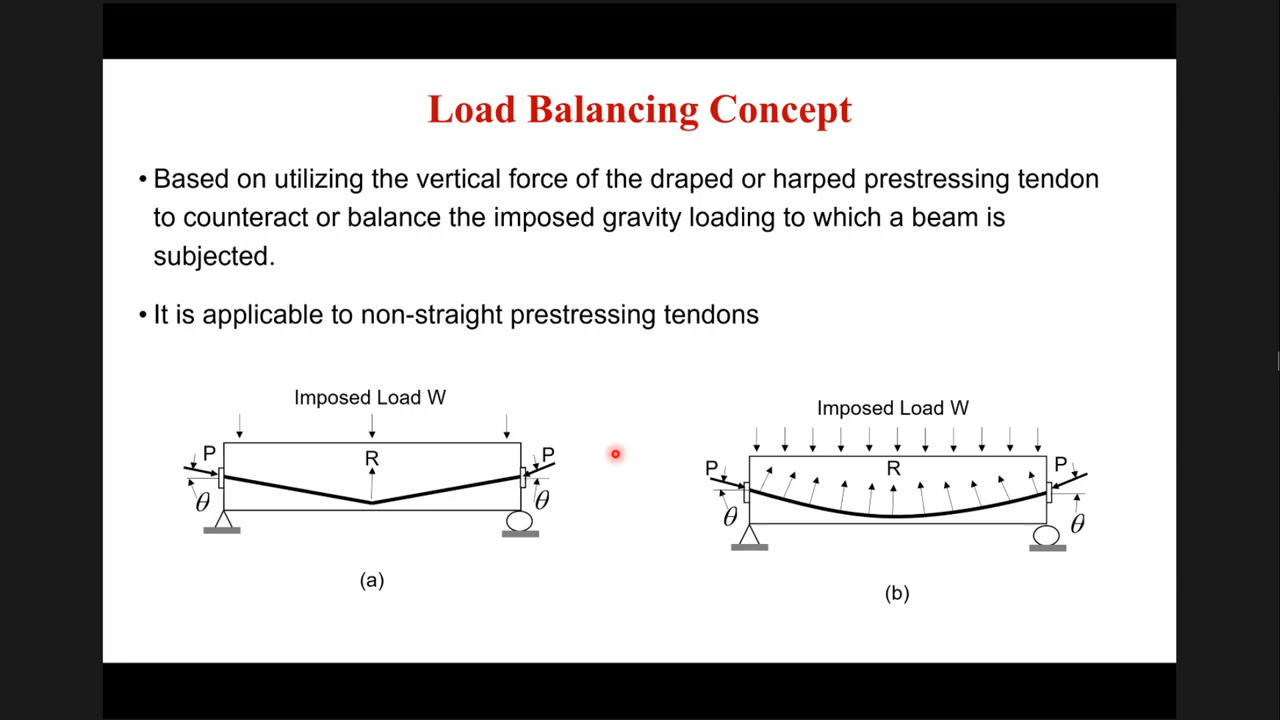 Load Balancing Concept
• Based on utilizing the vertical force of the draped or harped prestressing tendon
to counteract or balance the imposed gravity loading to which a beam is
subjected.
• It is applicable to non-straight prestressing tendons
Imposed Load W
P
R
P
θ
θ
(a)
Imposed Load W
P
R
P
θ
θ
(b)